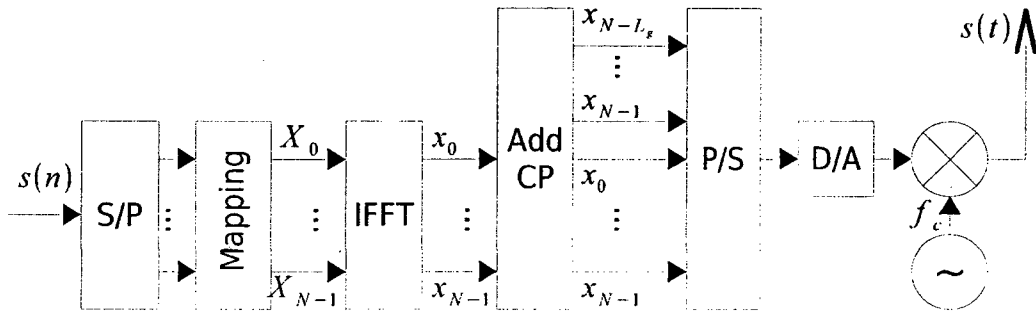 s(n)
S/P
⋮
Mapping
X_0
⋮
X_{N-1}
IFFT
x_0
⋮
x_{N-1}
Add
CP
x_{N-L_g}
⋮
x_{N-1}
x_0
⋮
x_{N-1}
P/S
D/A
f_c
~
s(t)